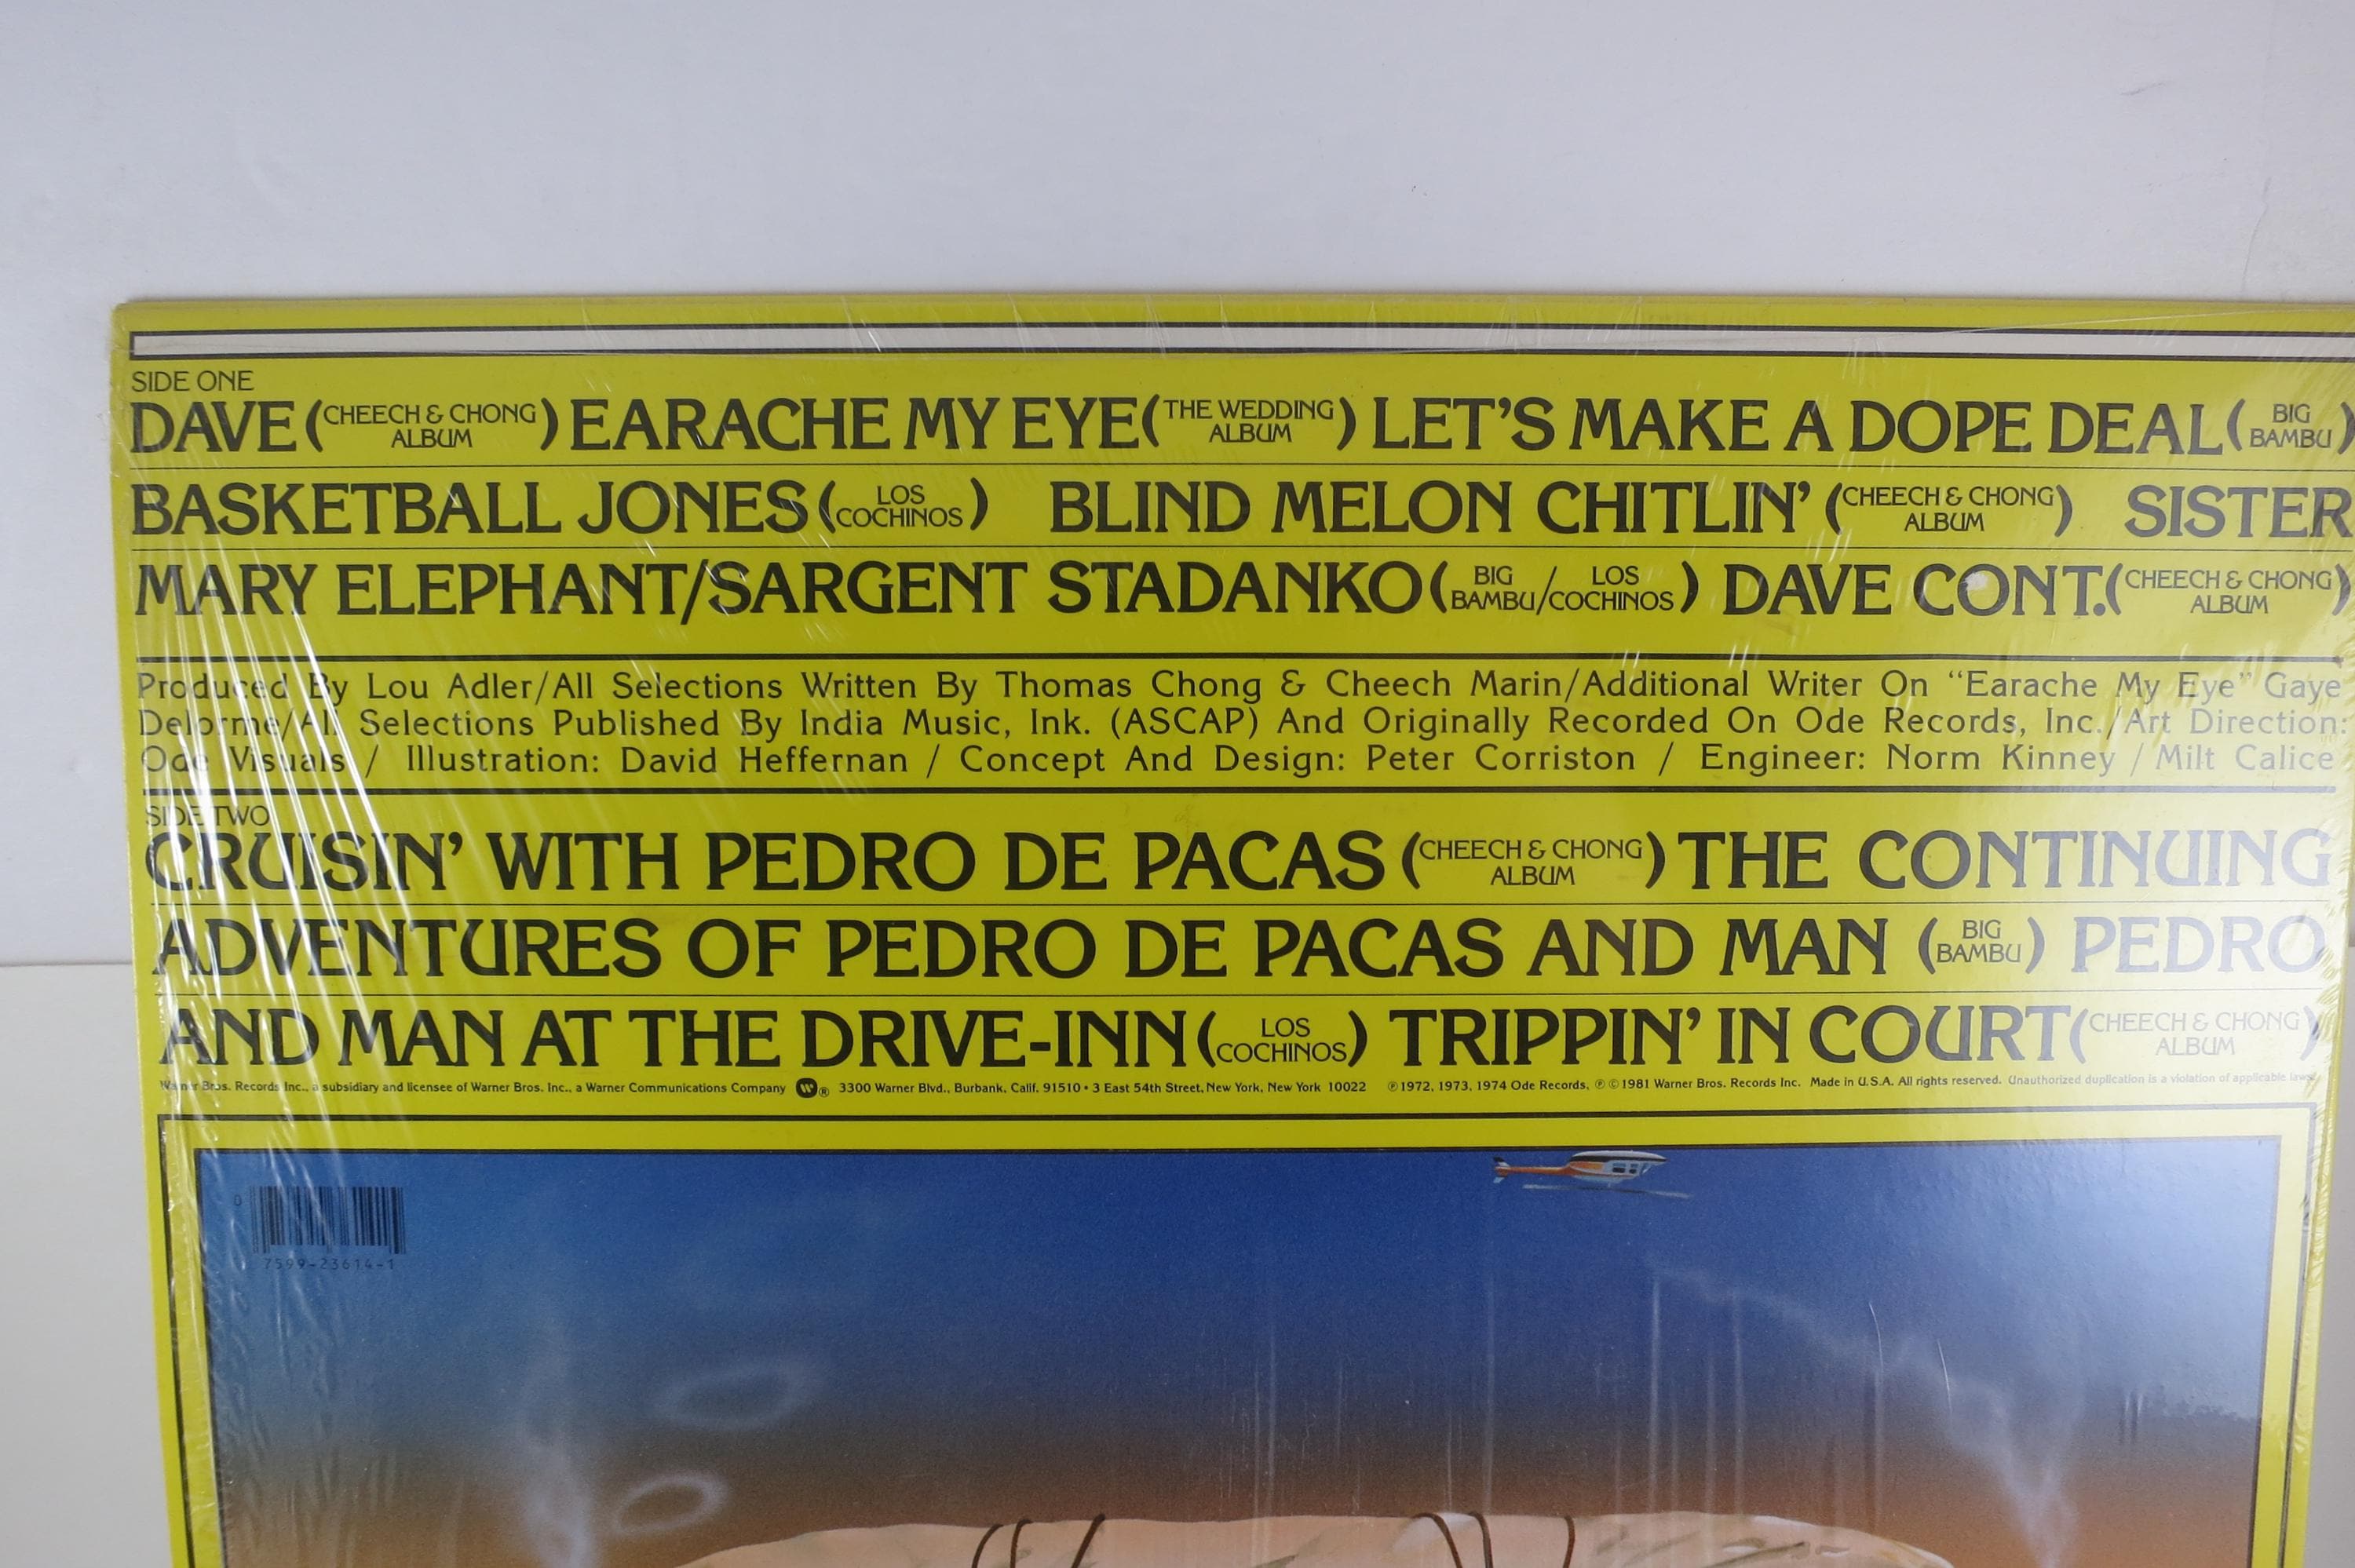 SIDE ONE
DAVE (CHEECH & CHONG ALBUM) EARACHE MY EYE (THE WEDDING ALBUM) LET'S MAKE A DOPE DEAL (BIG BAMBU)
BASKETBALL JONES (LOS COCHINOS) BLIND MELON CHITLIN' (CHEECH & CHONG ALBUM) SISTER
MARY ELEPHANT/SARGENT STADANKO (BIG BAMBU/LOS COCHINOS) DAVE CONT. (CHEECH & CHONG ALBUM)
Produced By Lou Adler/All Selections Written By Thomas Chong & Cheech Marin/Additional Writer On "Earache My Eye" Gaye
Delorme/All Selections Published By India Music, Ink. (ASCAP) And Originally Recorded On Ode Records, Inc./Art Direction:
Ode Visuals / Illustration: David Heffernan / Concept And Design: Peter Corriston / Engineer: Norm Kinney / Milt Calice
SIDE TWO
CRUISIN' WITH PEDRO DE PACAS (CHEECH & CHONG ALBUM) THE CONTINUING
ADVENTURES OF PEDRO DE PACAS AND MAN (BIG BAMBU) PEDRO
AND MAN AT THE DRIVE-INN (LOS COCHINOS) TRIPPIN' IN COURT (CHEECH & CHONG ALBUM)
Warner Bros. Records Inc., a subsidiary and licensee of Warner Bros. Inc., a Warner Communications Company ® 3300 Warner Blvd., Burbank, Calif. 91510 • 3 East 54th Street, New York, New York 10022 ℗1972, 1973, 1974 Ode Records, ℗ ©1981 Warner Bros. Records Inc. Made in U.S.A. All rights reserved. Unauthorized duplication is a violation of applicable laws.
0
7599-23614-1